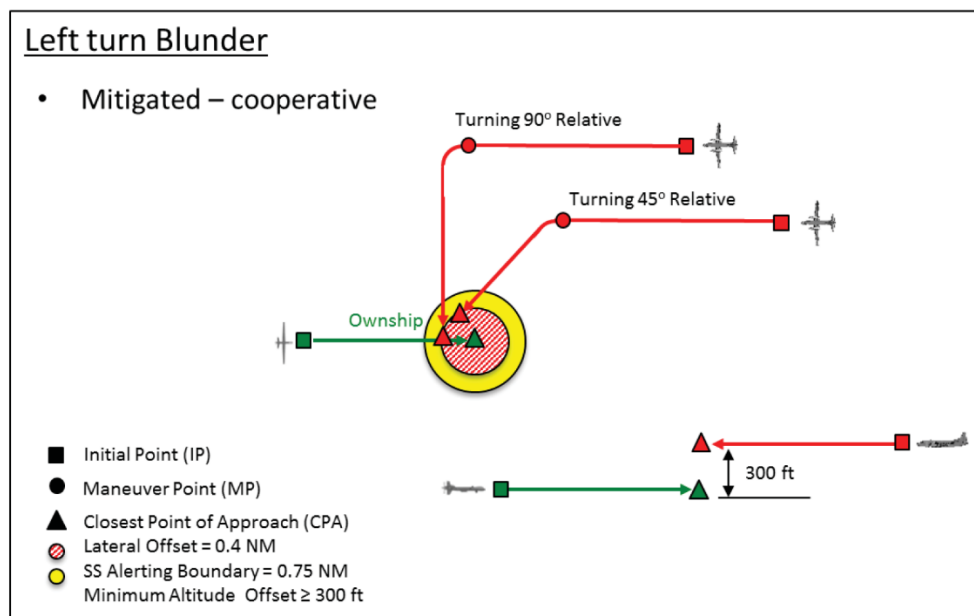 Left turn Blunder
• Mitigated – cooperative
Turning 90° Relative
Turning 45° Relative
Ownship
300 ft
Initial Point (IP)
Maneuver Point (MP)
Closest Point of Approach (CPA)
Lateral Offset = 0.4 NM
SS Alerting Boundary = 0.75 NM
Minimum Altitude Offset ≥ 300 ft